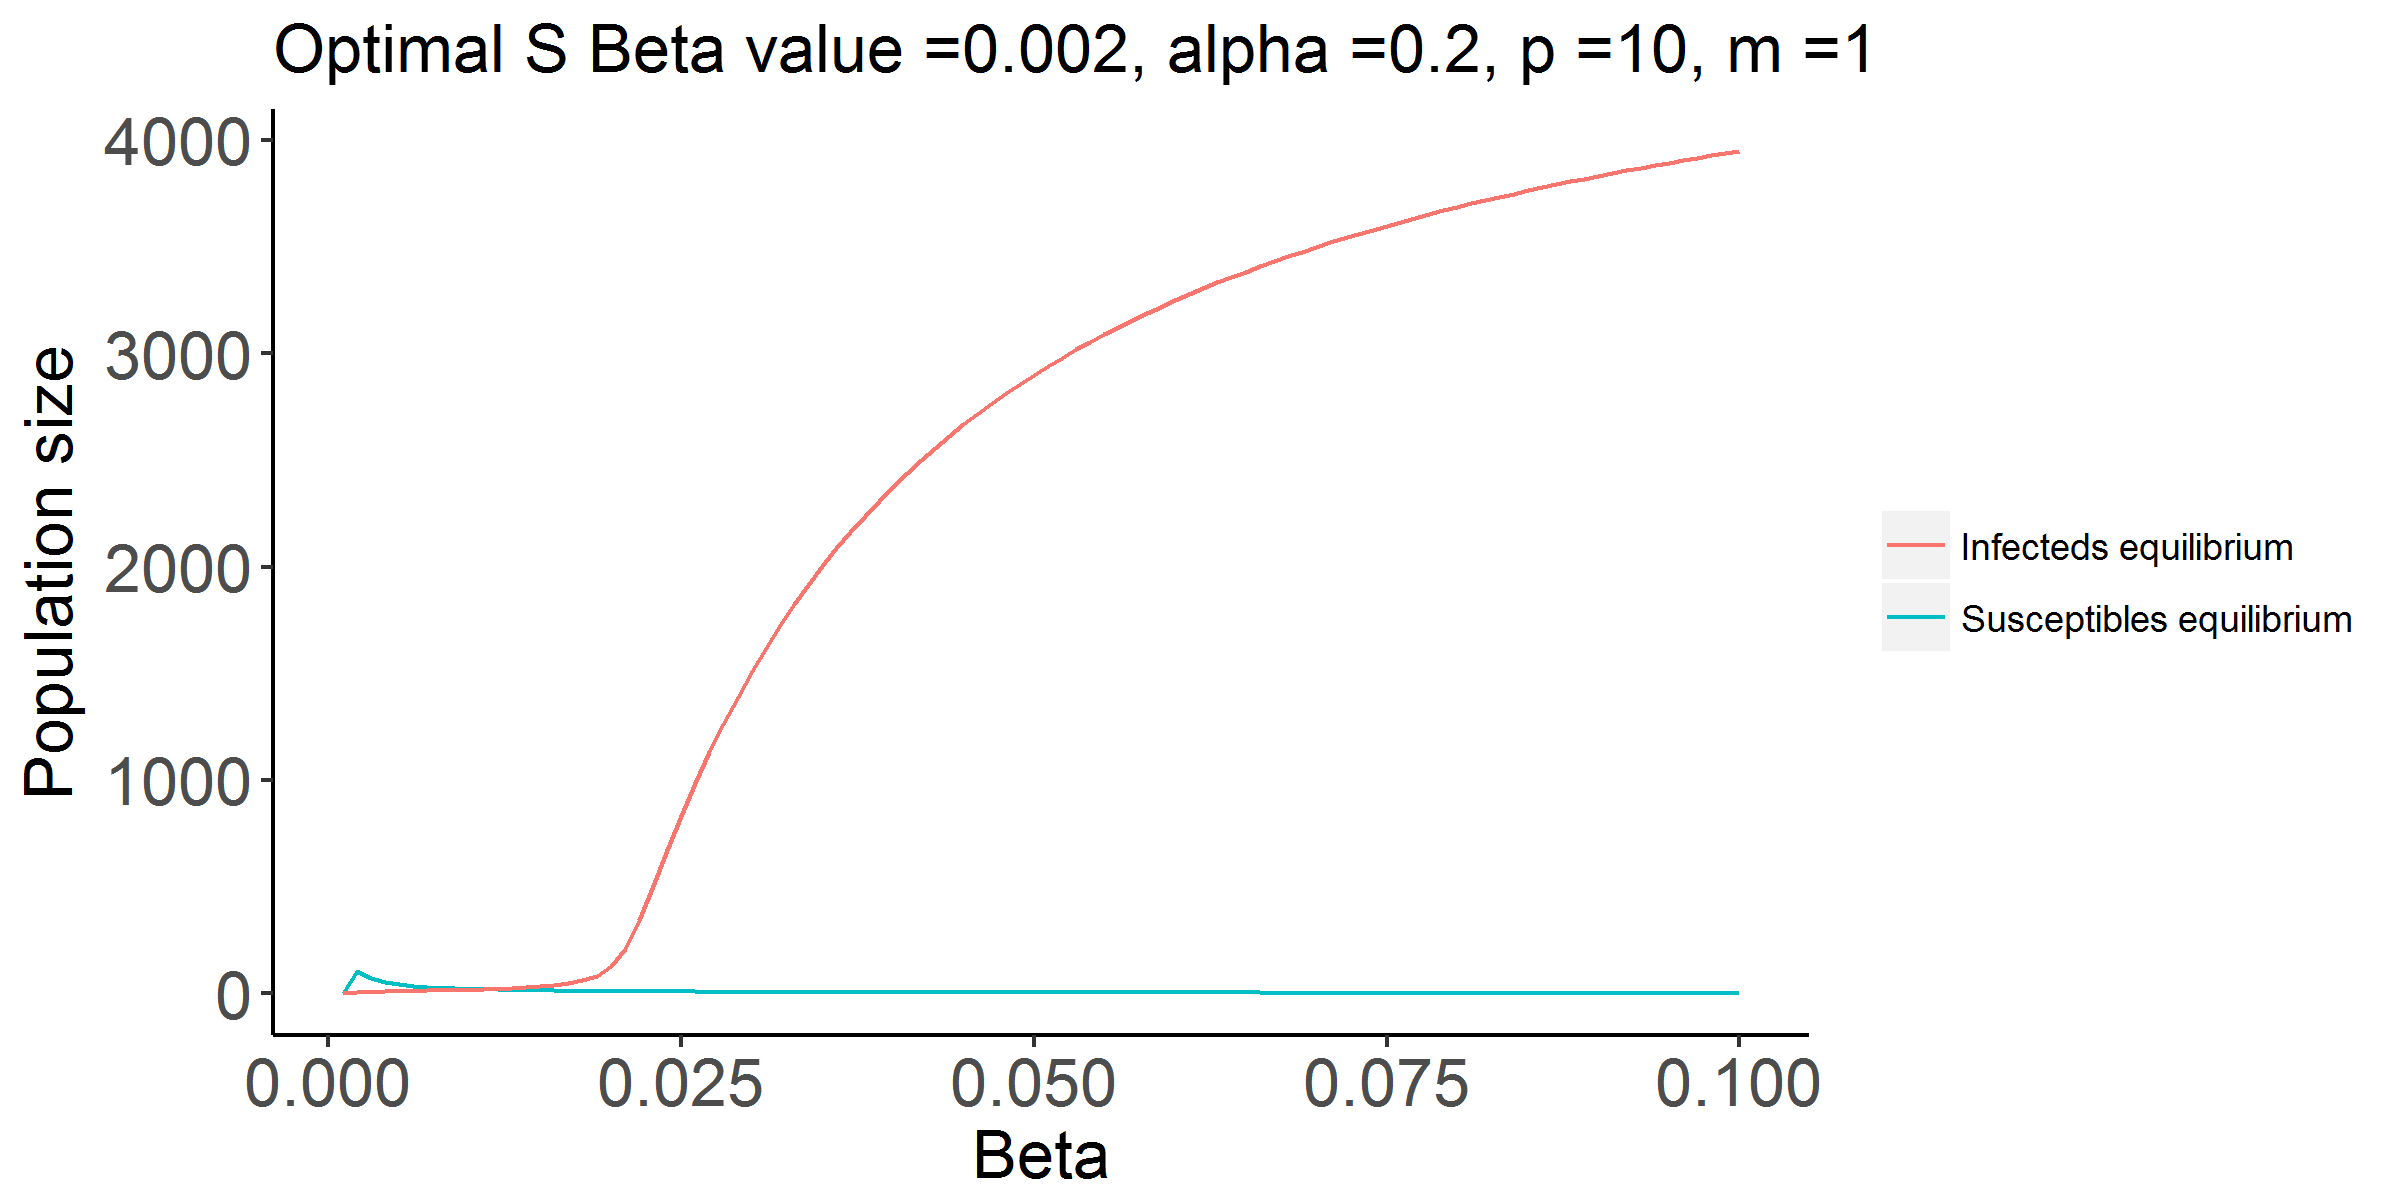 Optimal S Beta value =0.002, alpha =0.2, p =10, m =1
Population size
4000
3000
2000
1000
0
0.000 0.025 0.050 0.075 0.100
Beta
Infecteds equilibrium
Susceptibles equilibrium